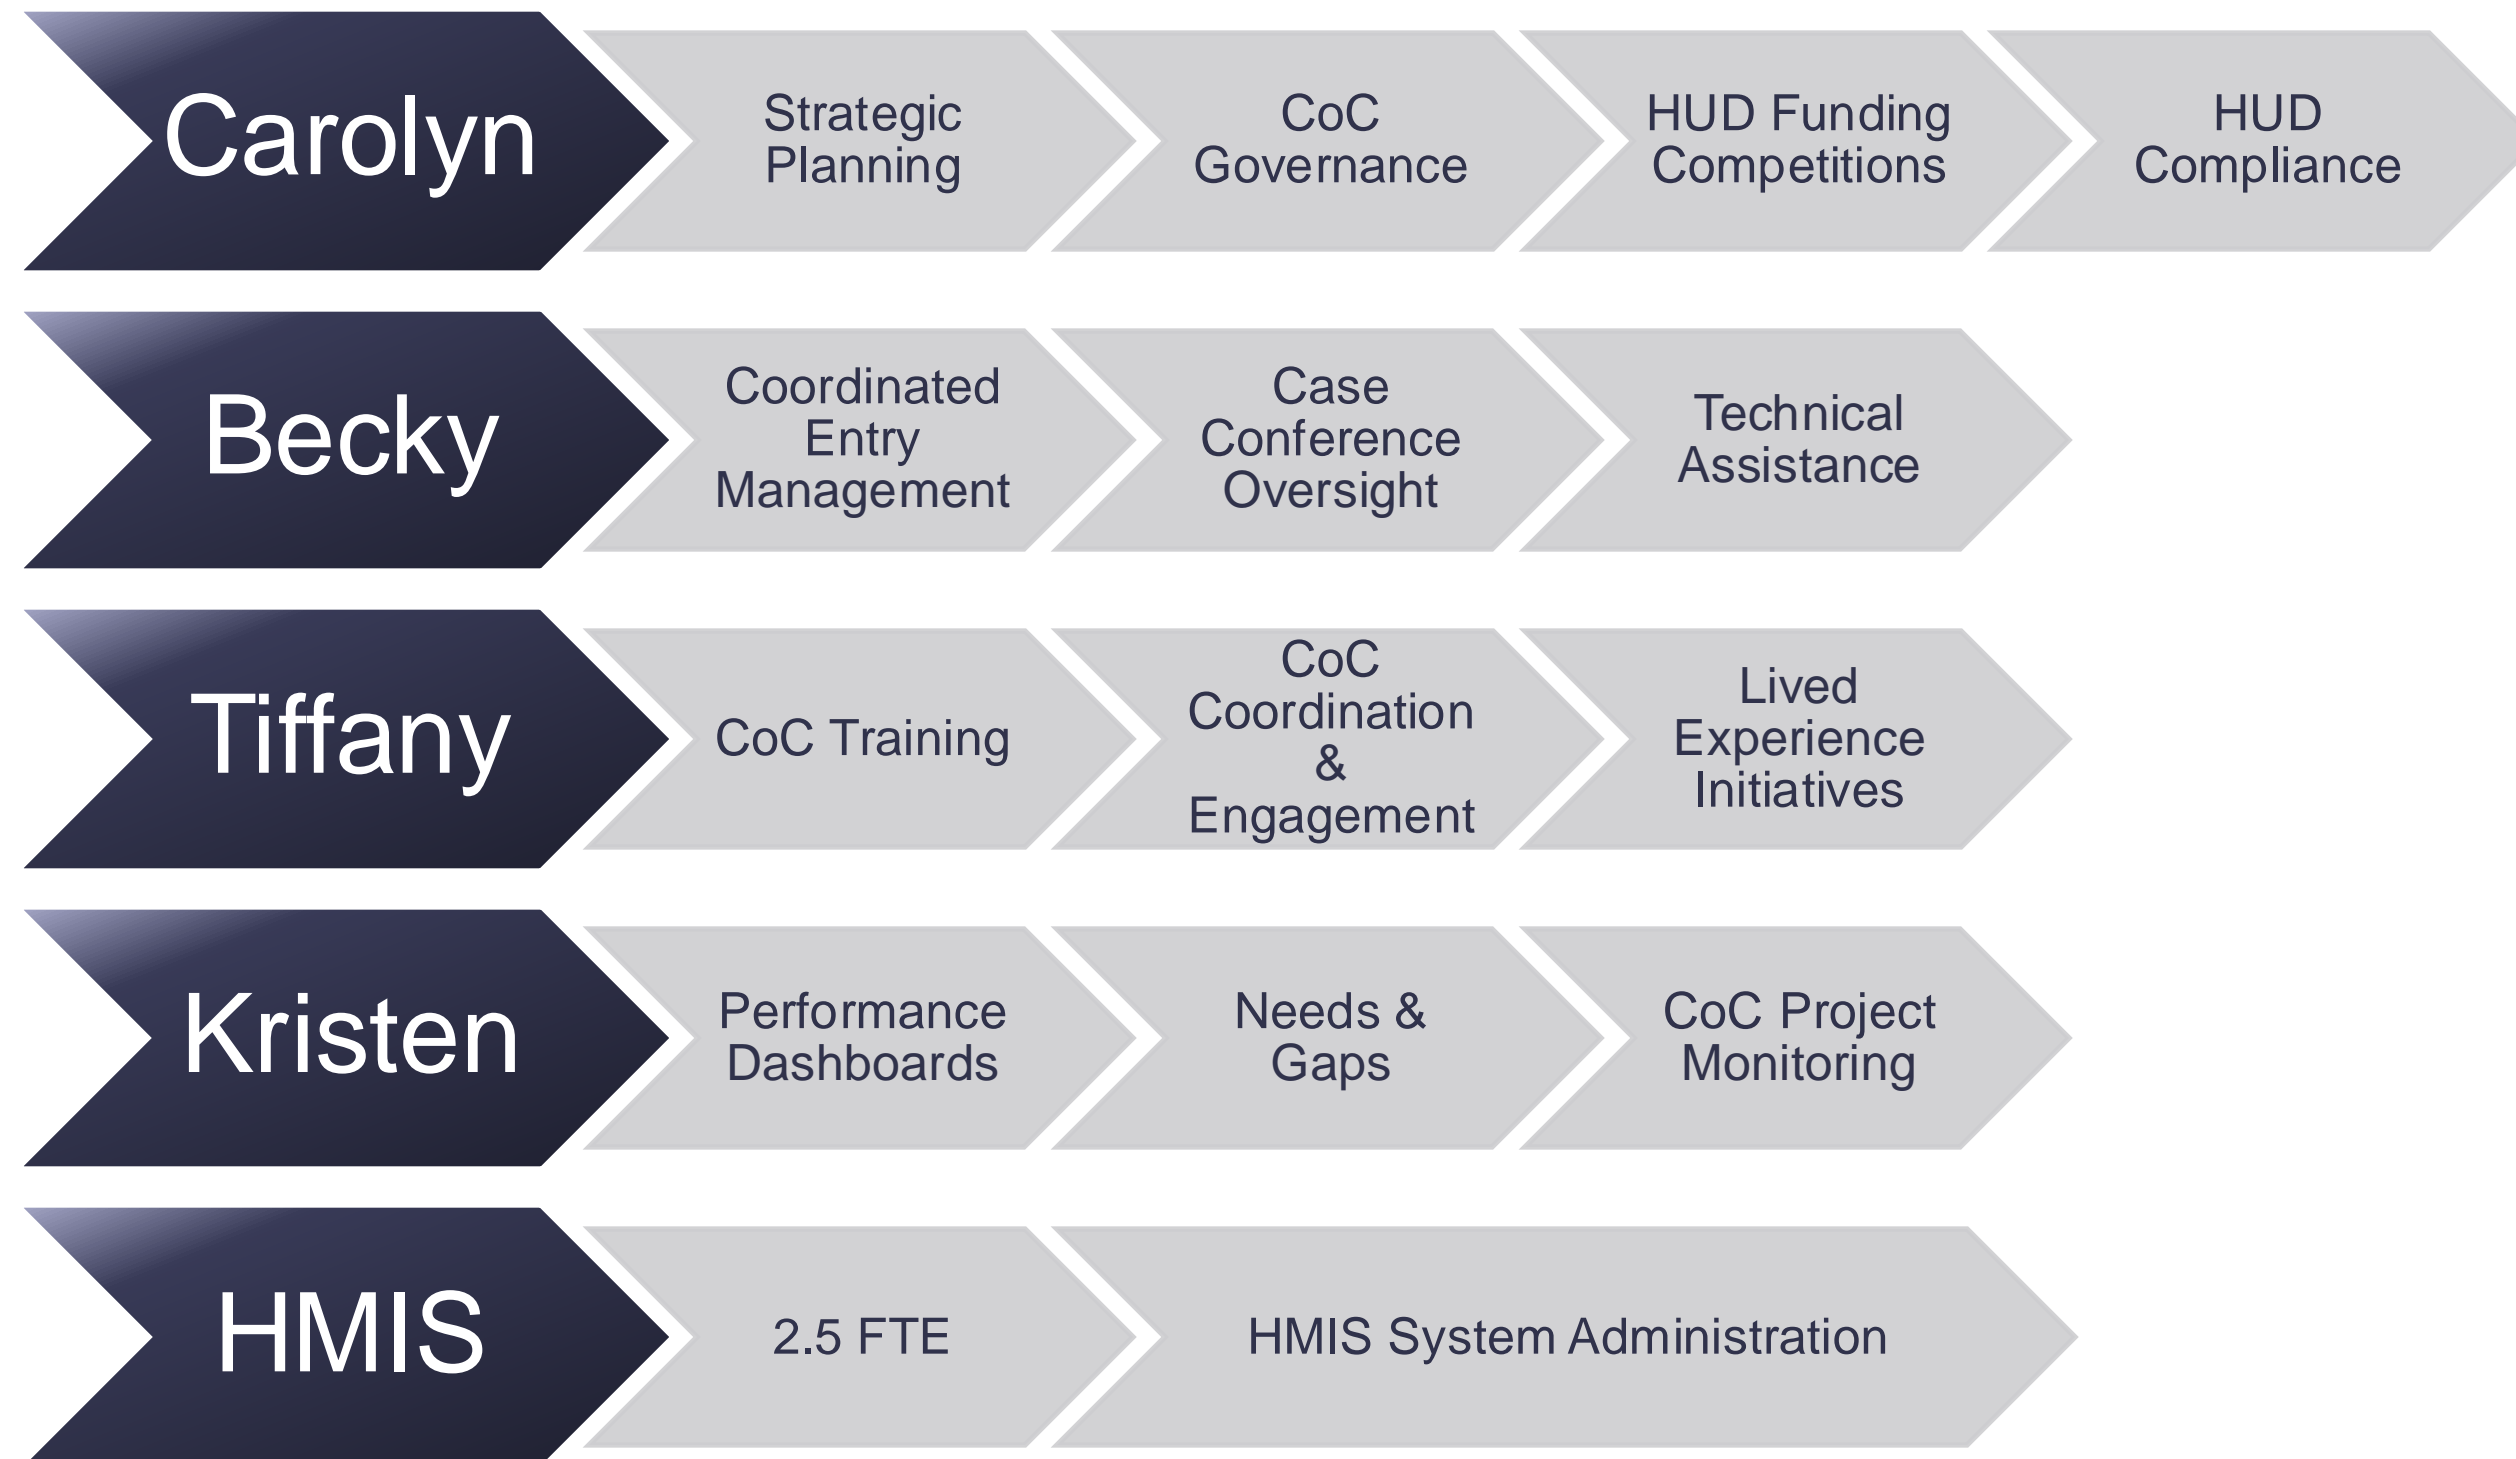 Carolyn
Strategic
Planning
CoC
Governance
HUD Funding
Competitions
HUD
Compliance
Becky
Coordinated
Entry
Management
Case
Conference
Oversight
Technical
Assistance
Tiffany
CoC Training
CoC
Coordination
&
Engagement
Lived
Experience
Initiatives
Kristen
Performance
Dashboards
Needs &
Gaps
CoC Project
Monitoring
HMIS
2.5 FTE
HMIS System Administration